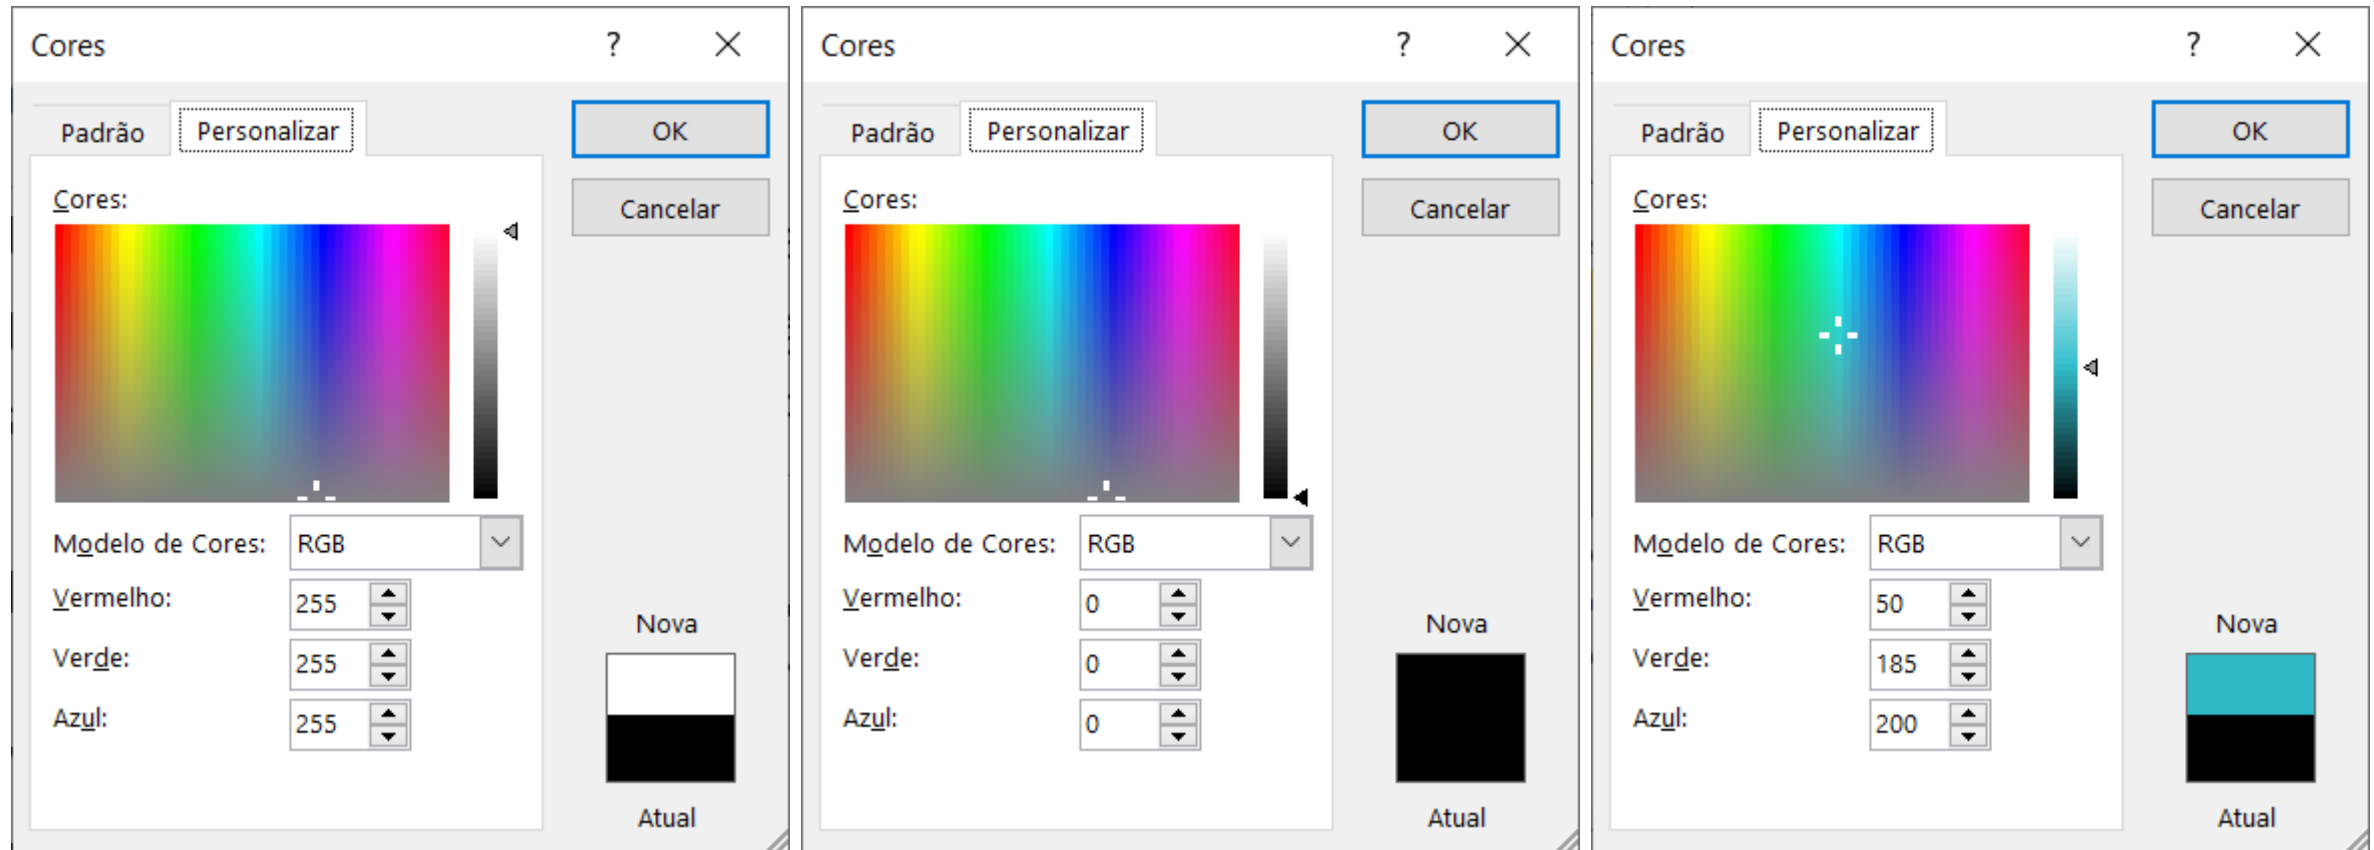 Cores ?
Padrão Personalizar OK
Cancelar
Cores:
Modelo de Cores: RGB
Vermelho: 255
Verde: 255
Azul: 255
Nova
Atual
Cores ?
Padrão Personalizar OK
Cancelar
Cores:
Modelo de Cores: RGB
Vermelho: 0
Verde: 0
Azul: 0
Nova
Atual
Cores ?
Padrão Personalizar OK
Cancelar
Cores:
Modelo de Cores: RGB
Vermelho: 50
Verde: 185
Azul: 200
Nova
Atual